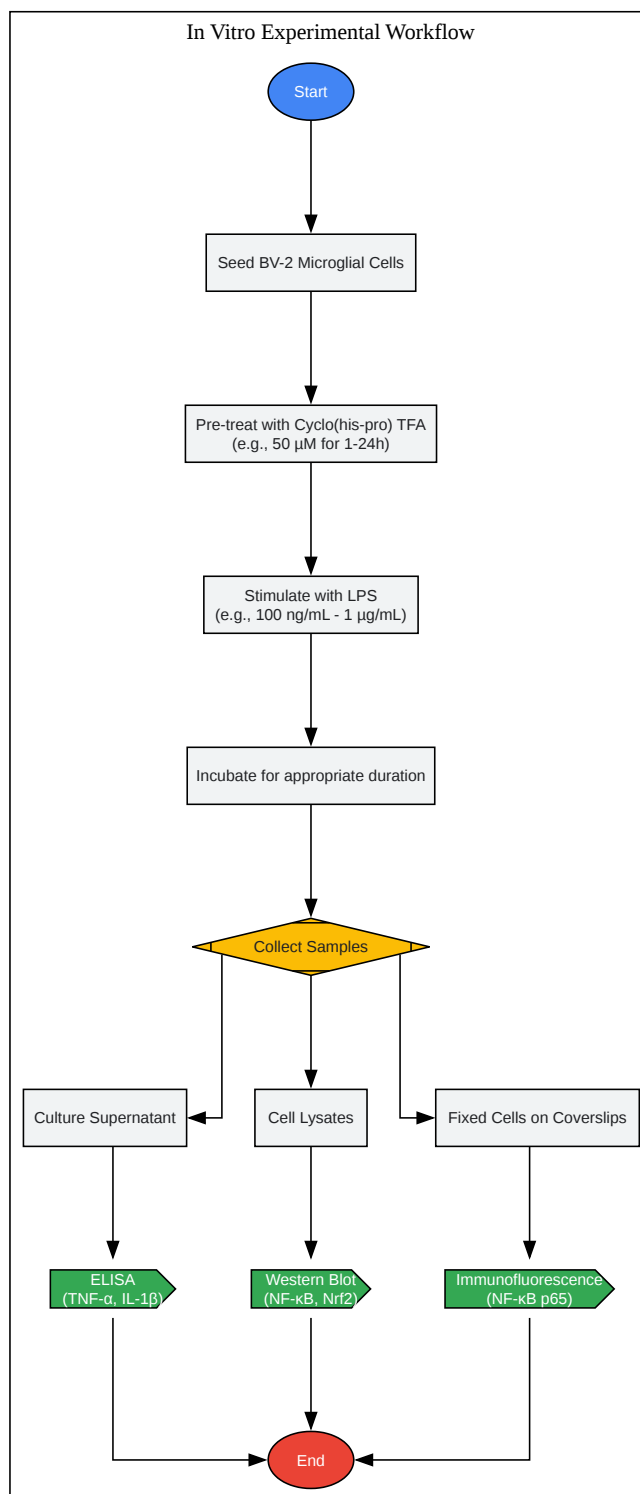 In Vitro Experimental Workflow
Start
Seed BV-2 Microglial Cells
Pre-treat with Cyclo(his-pro) TFA
(e.g., 50 µM for 1-24h)
Stimulate with LPS
(e.g., 100 ng/mL - 1 µg/mL)
Incubate for appropriate duration
Collect Samples
Culture Supernatant
Cell Lysates
Fixed Cells on Coverslips
ELISA
(TNF-α, IL-1β)
Western Blot
(NF-κB, Nrf2)
Immunofluorescence
(NF-κB p65)
End